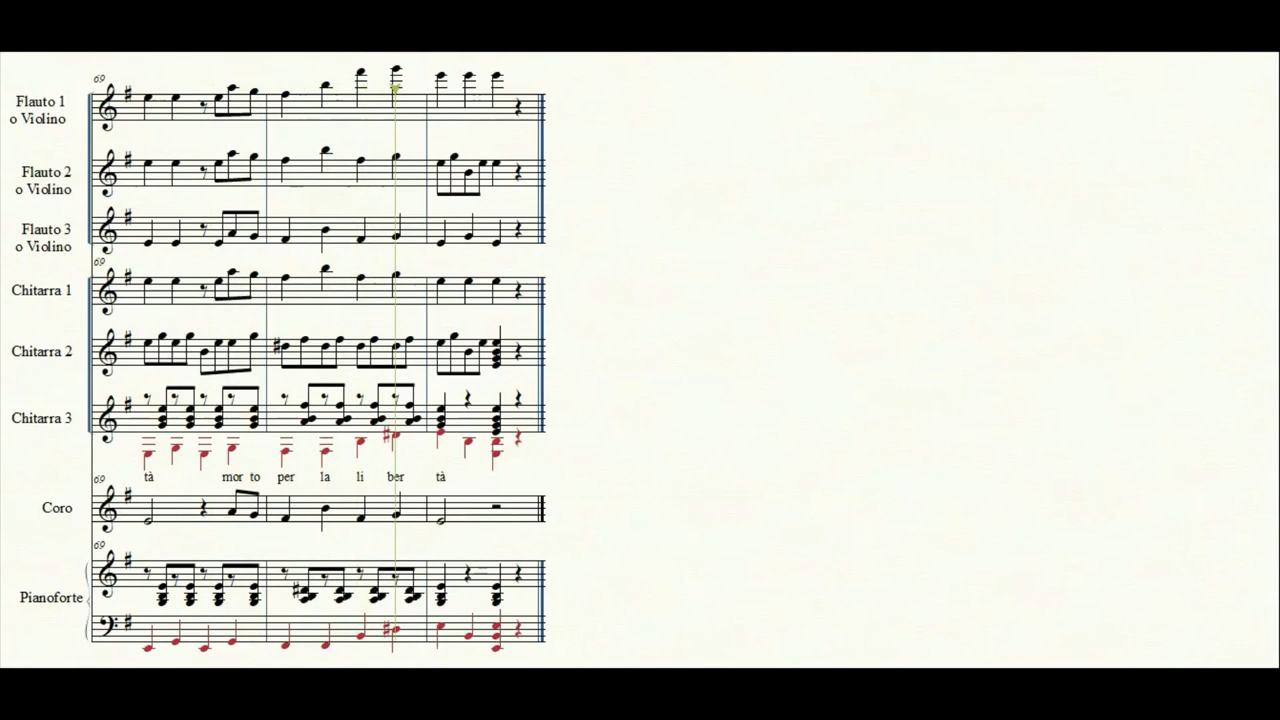 69
Flauto 1
o Violino
Flauto 2
o Violino
Flauto 3
o Violino
69
Chitarra 1
Chitarra 2
Chitarra 3
tà mor to per la li ber tà
69
Coro
69
Pianoforte